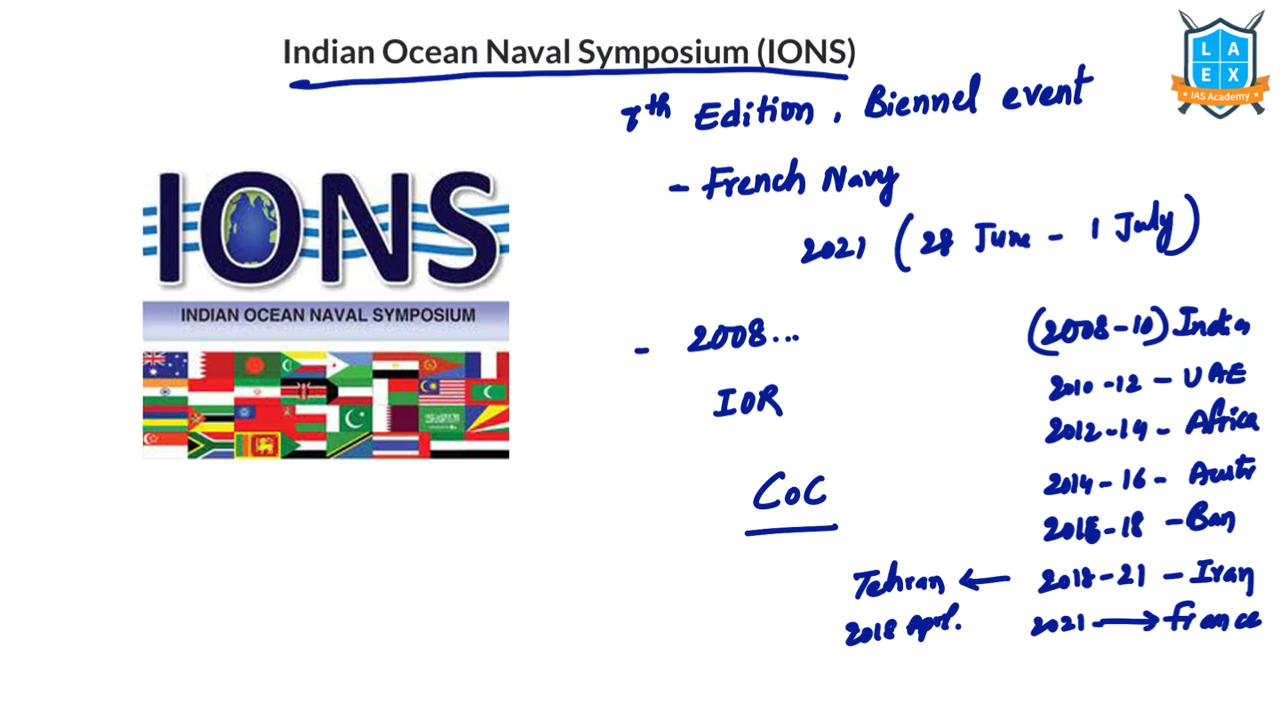 Indian Ocean Naval Symposium (IONS)
L A
E X
IAS Academy
7th Edition, Biennel event
- French Navy
2021 (28 June - 1 July)
IONS
INDIAN OCEAN NAVAL SYMPOSIUM
- 2008...
IOR
CoC
(2008-10) India
2010-12 - UAE
2012-14 - Africa
2014-16 - Austr
2016-18 - Ban
Tehran ← 2018-21 - Iran
2018 April. 2021 → france